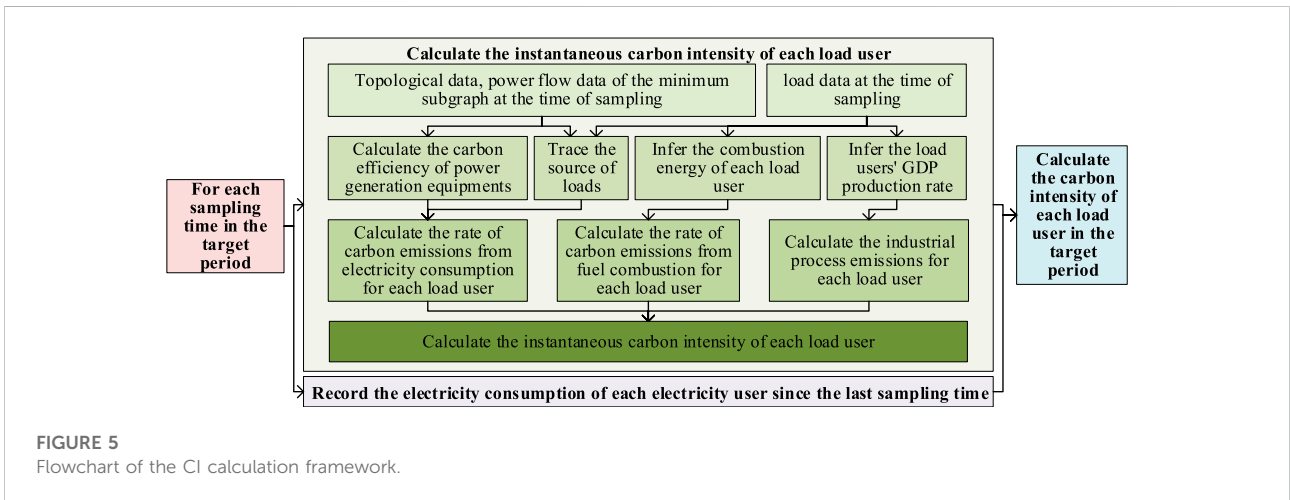 Calculate the instantaneous carbon intensity of each load user
Topological data, power flow data of the minimum
subgraph at the time of sampling
load data at the time of
sampling
Calculate the carbon
efficiency of power
generation equipments
Trace the
source of
loads
Infer the combustion
energy of each load
user
Infer the load
users' GDP
production rate
For each
sampling
time in the
target
period
Calculate the rate of
carbon emissions from
electricity consumption
for each load user
Calculate the rate of
carbon emissions from
fuel combustion for
each load user
Calculate the industrial
process emissions for
each load user
Calculate the instantaneous carbon intensity of each load user
Record the electricity consumption of each electricity user since the last sampling time
Calculate
the carbon
intensity of
each load
user in the
target
period
FIGURE 5
Flowchart of the CI calculation framework.